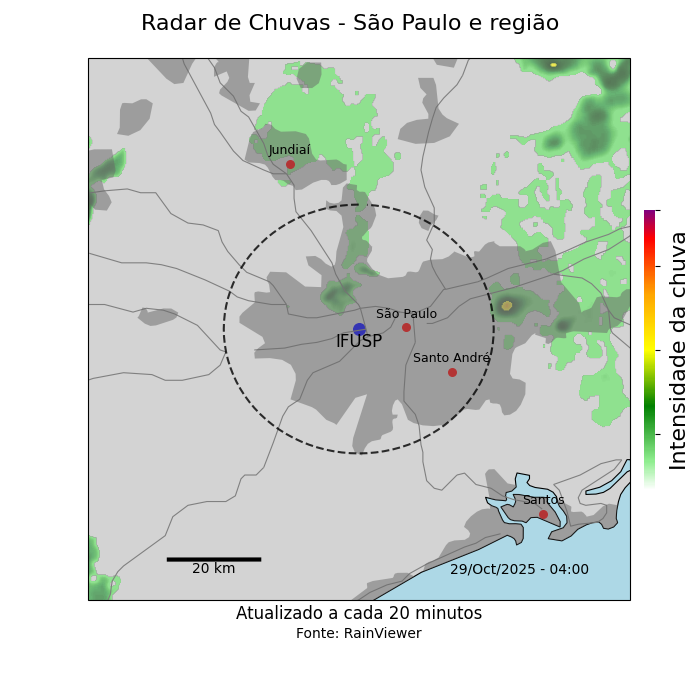 Radar de Chuvas - São Paulo e região
Jundiaí
São Paulo
IFUSP
Santo André
Santos
20 km
29/Oct/2025 - 04:00
Intensidade da chuva
Atualizado a cada 20 minutos
Fonte: RainViewer